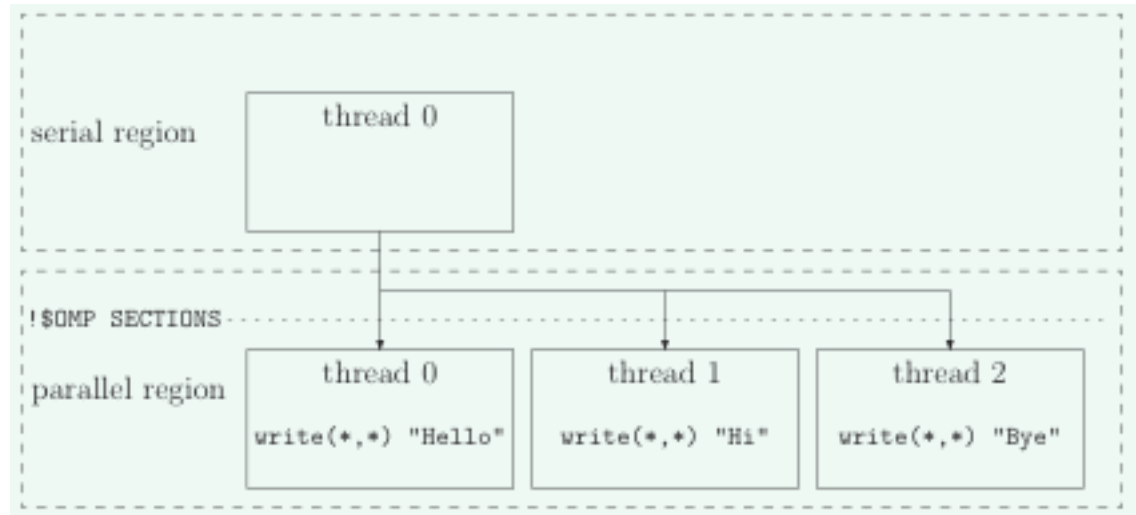 thread 0
serial region
!$OMP SECTIONS
thread 0
thread 1
thread 2
parallel region
write(*,*) "Hello"
write(*,*) "Hi"
write(*,*) "Bye"